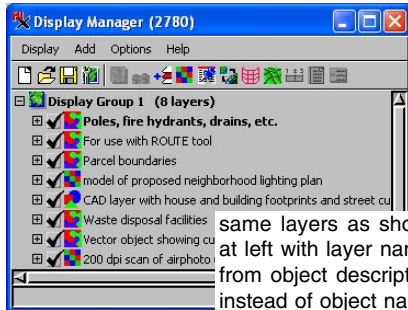 Display Manager (2780)
Display Add Options Help
Display Group 1 (8 layers)
Poles, fire hydrants, drains, etc.
For use with ROUTE tool
Parcel boundaries
model of proposed neighborhood lighting plan
CAD layer with house and building footprints and street cu
Waste disposal facilities
Vector object showing cu
200 dpi scan of airphoto
same layers as sho
at left with layer nar
from object descript
instead of object na